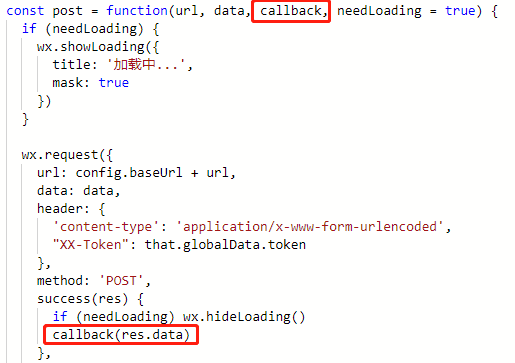 const post = function(url, data, callback, needLoading = true) {
if (needLoading) {
wx.showLoading({
title: '加载中...',
mask: true
})
}
wx.request({
url: config.baseUrl + url,
data: data,
header: {
'content-type': 'application/x-www-form-urlencoded',
"XX-Token": that.globalData.token
},
method: 'POST',
success(res) {
if (needLoading) wx.hideLoading()
callback(res.data)
},